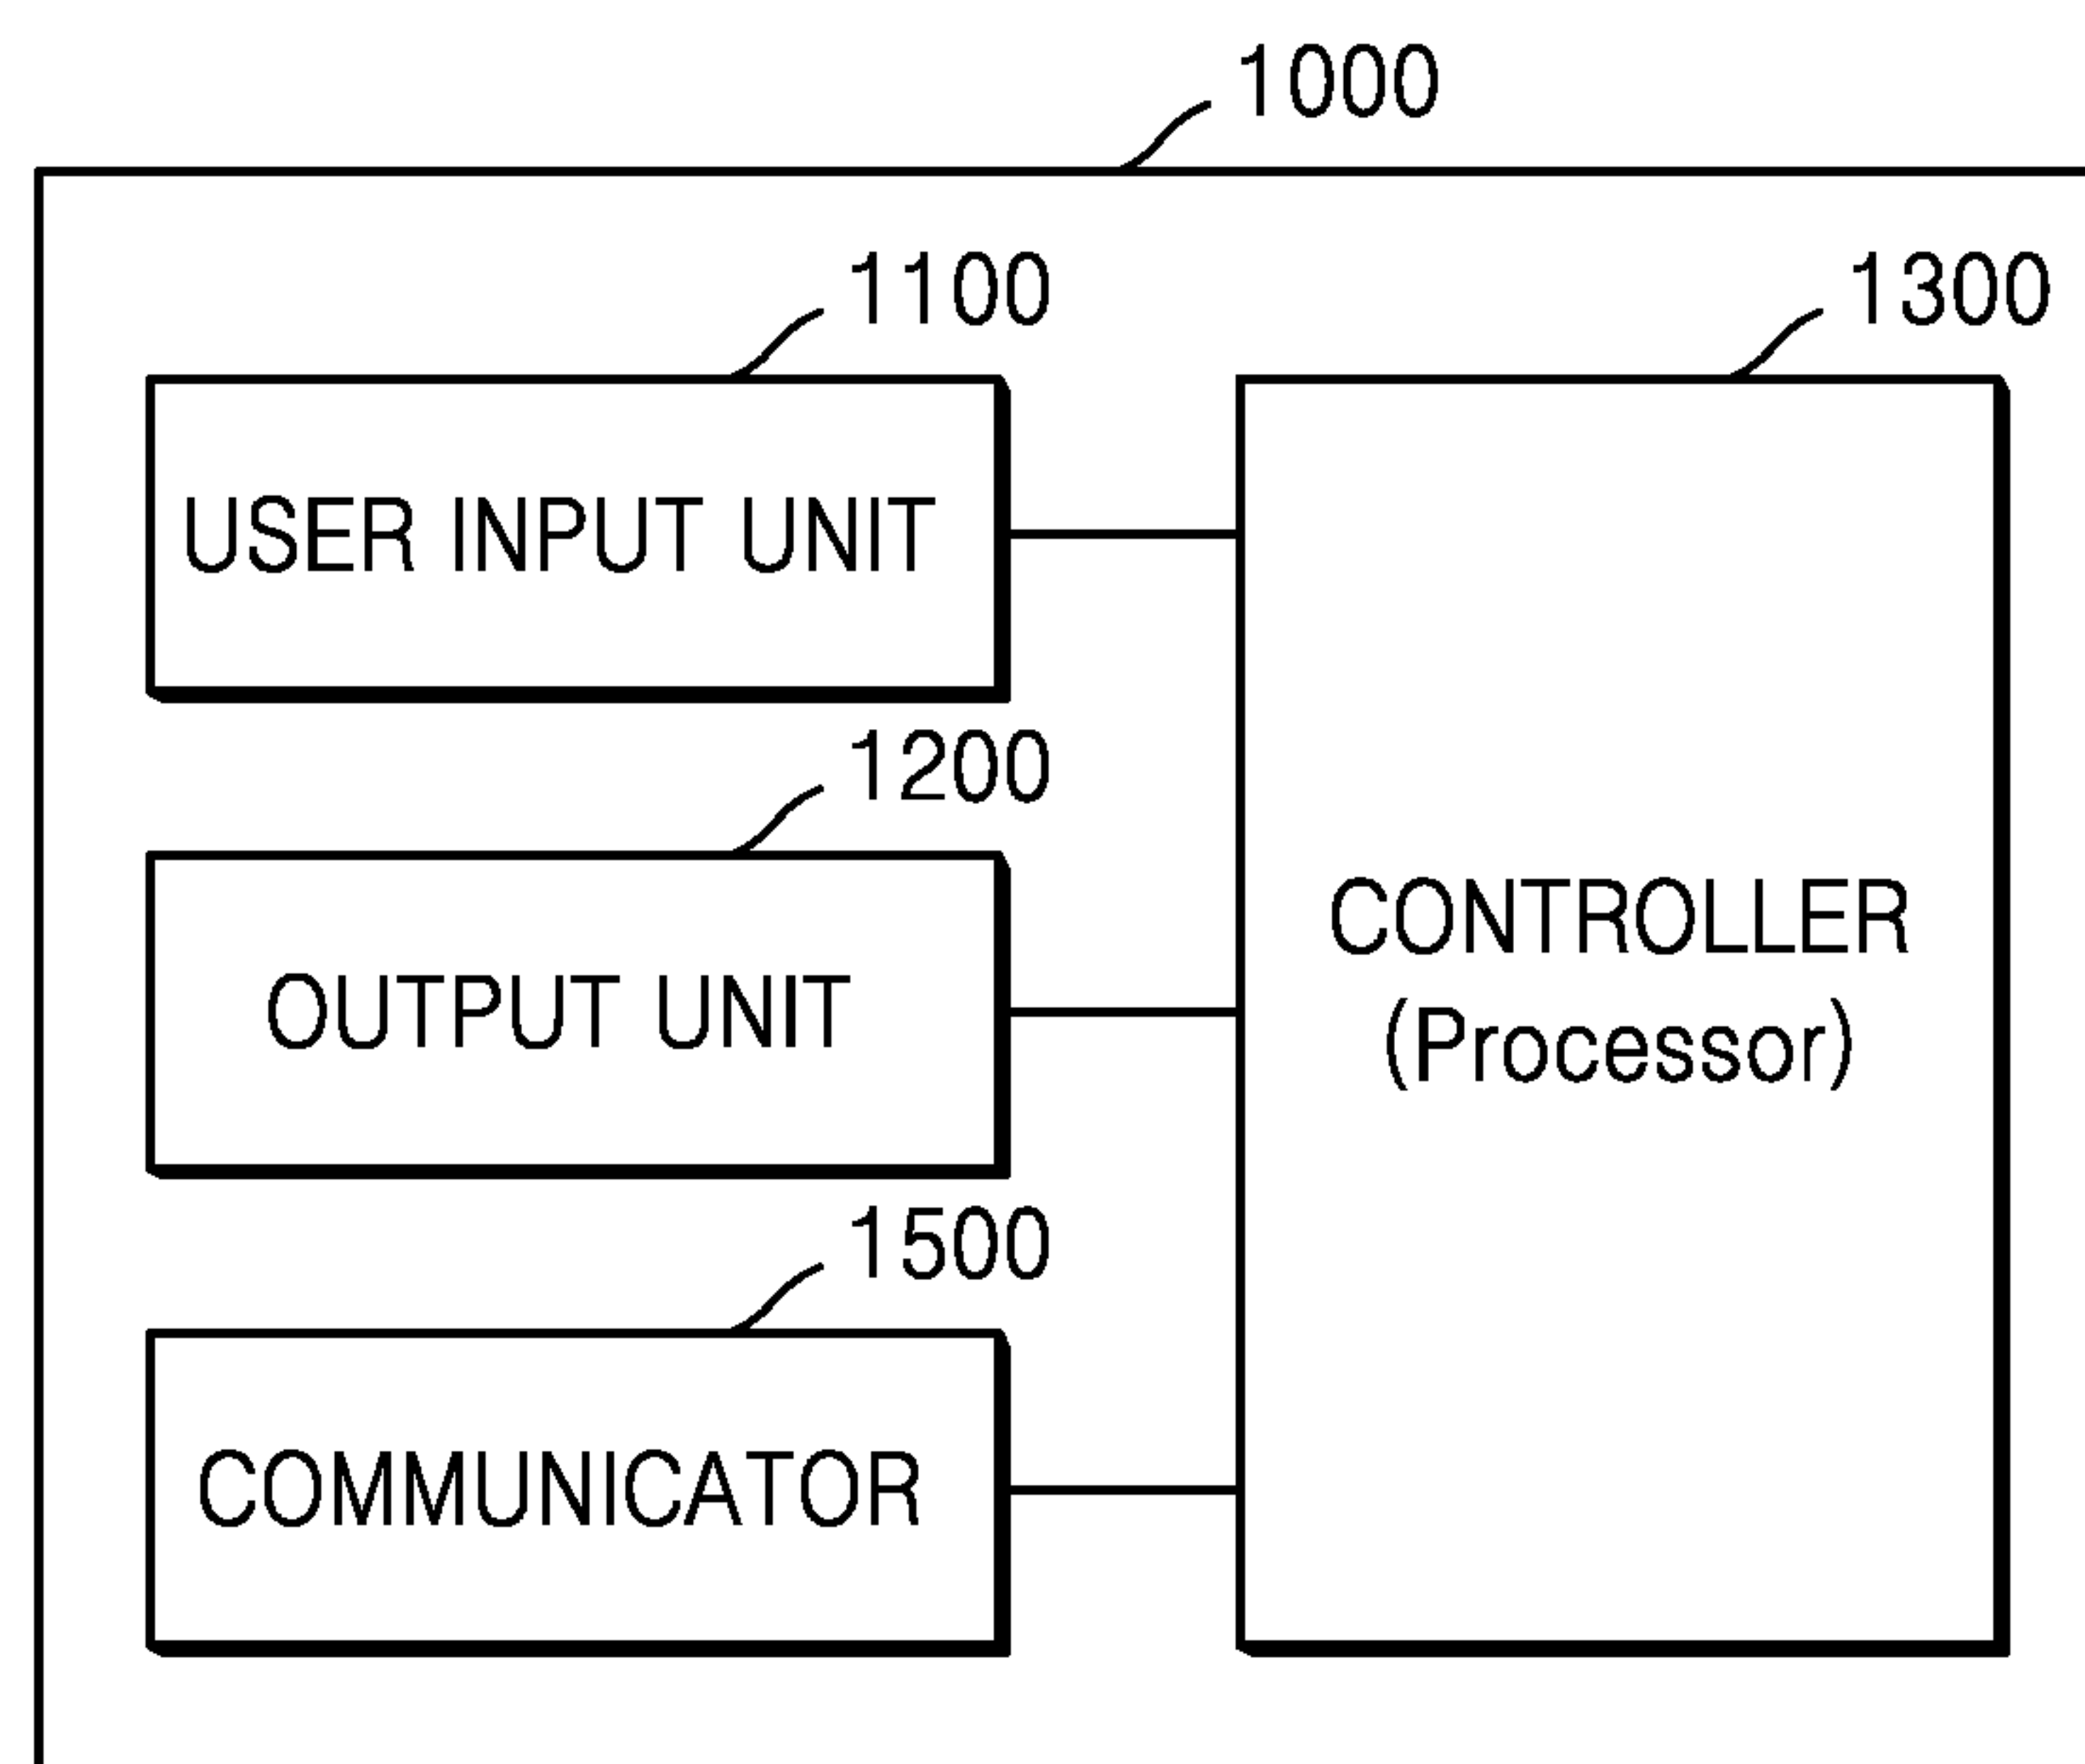 1000
1100
1300
USER INPUT UNIT
1200
OUTPUT UNIT
CONTROLLER
(Processor)
1500
COMMUNICATOR